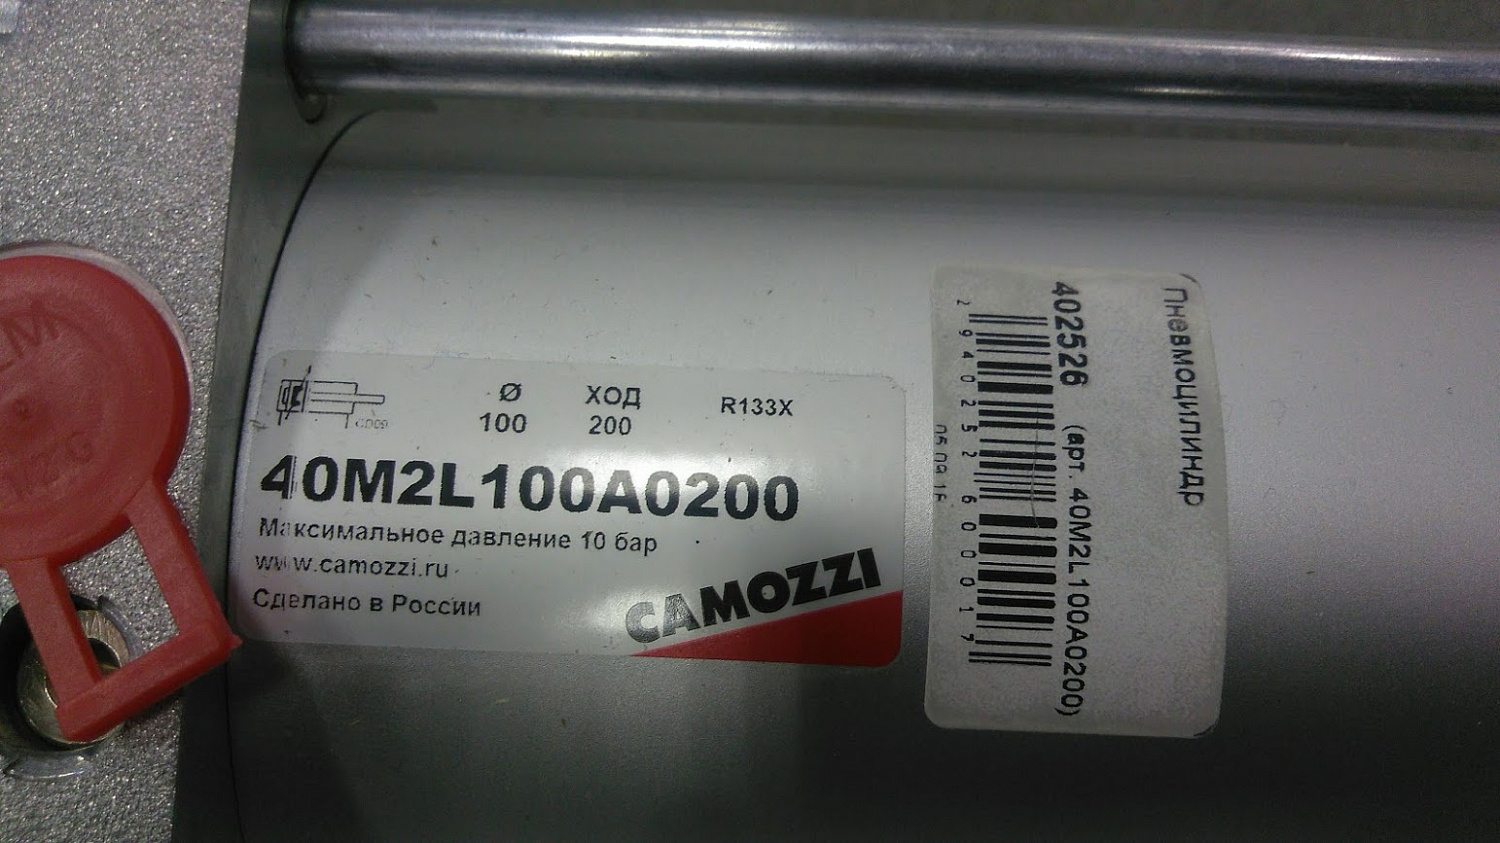 Ø ХОД R133X
100 200
40M2L100A0200
Максимальное давление 10 бар
www.camozzi.ru
Сделано в России
CAMOZZI
Пневмоцилиндр
402526 (арт. 40M2L100A0200)
2940252600017